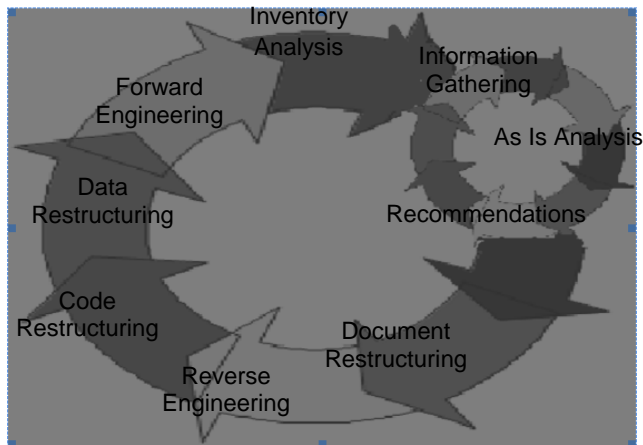 Inventory
Analysis
Information
Gathering
As Is Analysis
Recommendations
Document
Restructuring
Reverse
Engineering
Code
Restructuring
Data
Restructuring
Forward
Engineering